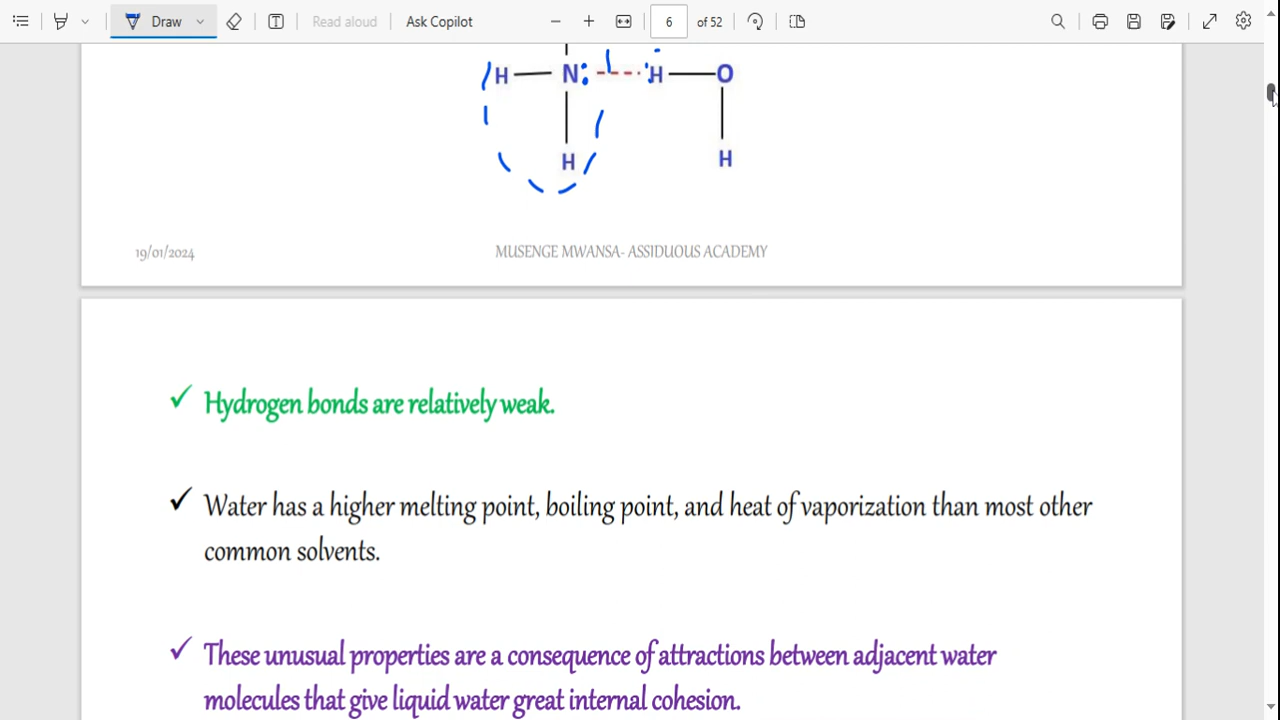 Draw
Read aloud
Ask Copilot
6 of 52
H N: H O
H H
19/01/2024 MUSENGE MWANSA- ASSIDUOUS ACADEMY
✓ Hydrogen bonds are relatively weak.
✓ Water has a higher melting point, boiling point, and heat of vaporization than most other
common solvents.
✓ These unusual properties are a consequence of attractions between adjacent water
molecules that give liquid water great internal cohesion.